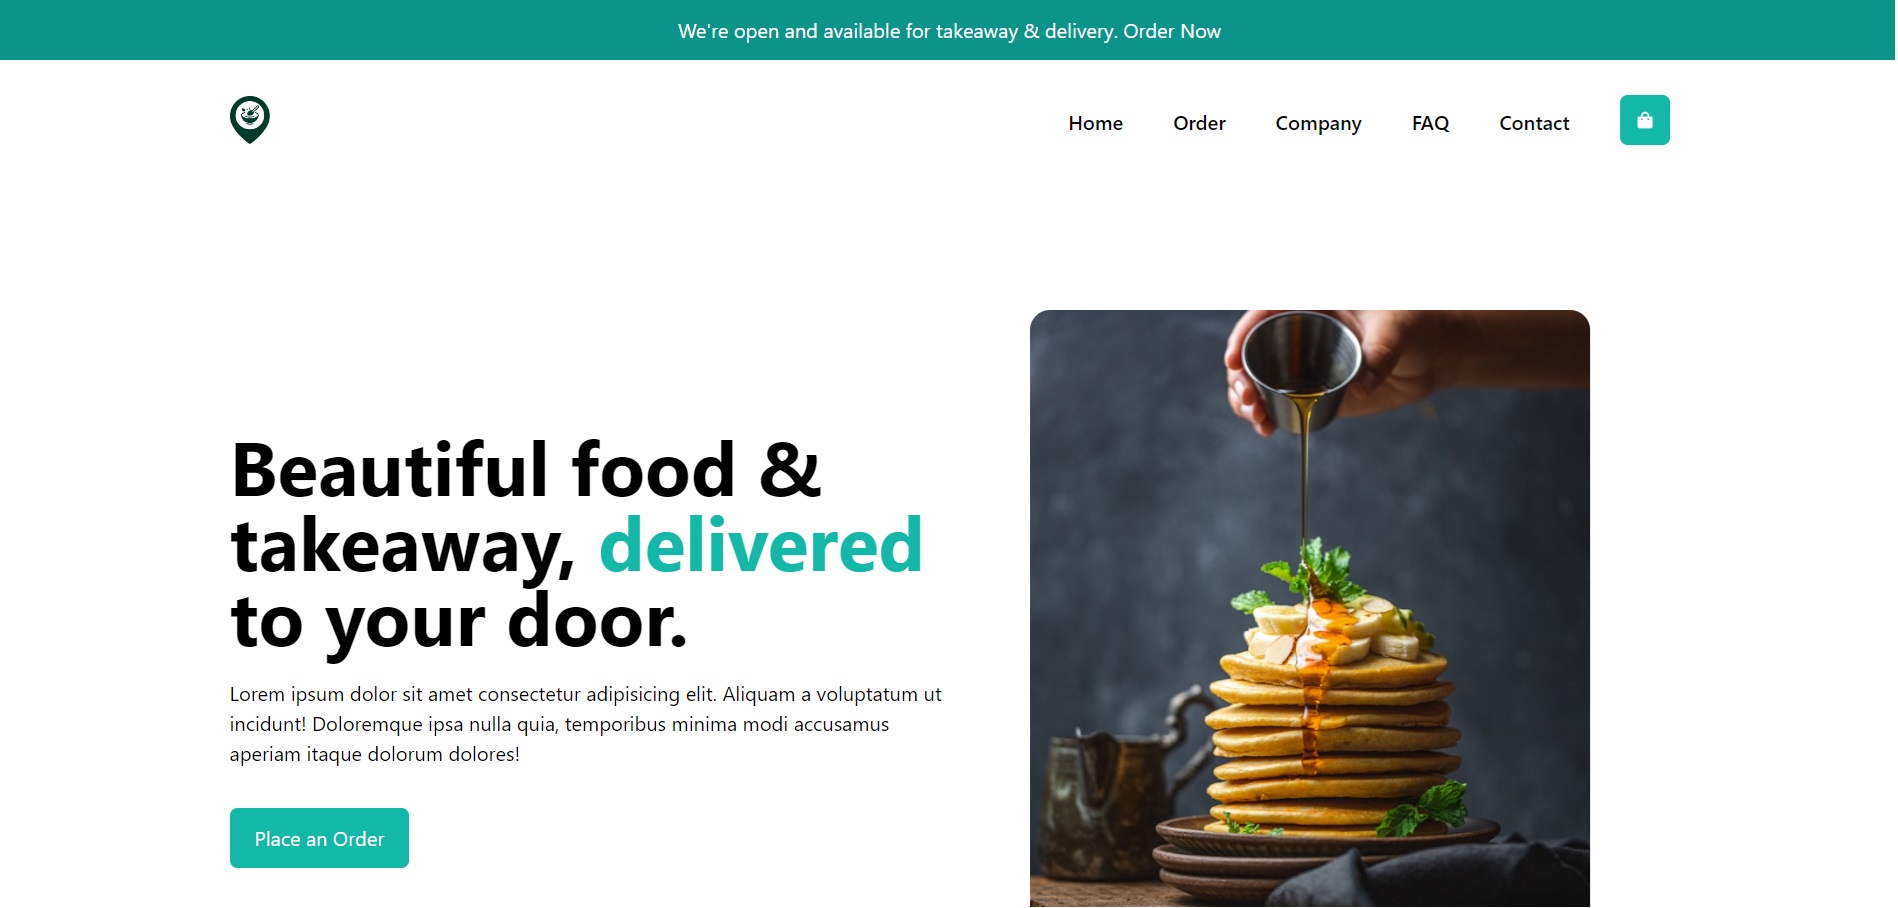 We're open and available for takeaway & delivery. Order Now
Home Order Company FAQ Contact
Beautiful food &
takeaway, delivered
to your door.
Lorem ipsum dolor sit amet consectetur adipisicing elit. Aliquam a voluptatum ut
incidunt! Doloremque ipsa nulla quia, temporibus minima modi accusamus
aperiam itaque dolorum dolores!
Place an Order